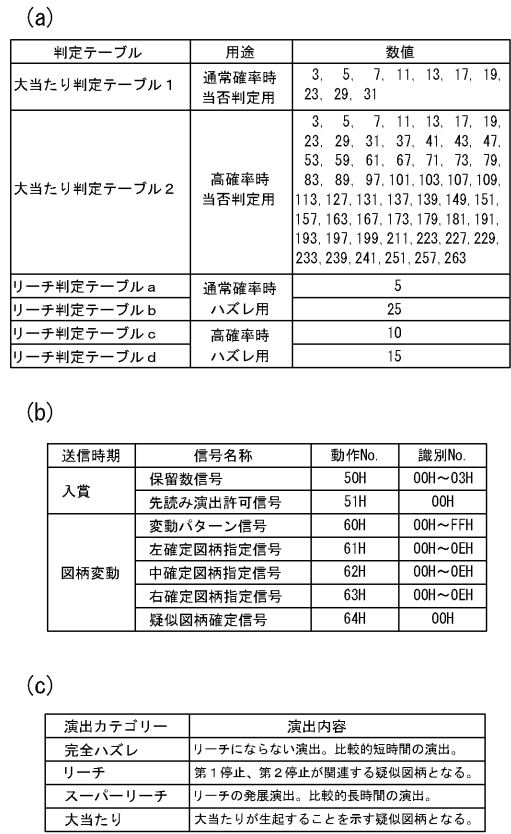 (a)
判定テーブル 用途 数値
大当たり判定テーブル1 通常確率時 当否判定用 3, 5, 7, 11, 13, 17, 19,
23, 29, 31
大当たり判定テーブル2 高確率時 当否判定用 3, 5, 7, 11, 13, 17, 19,
23, 29, 31, 37, 41, 43, 47,
53, 59, 61, 67, 71, 73, 79,
83, 89, 97, 101, 103, 107, 109,
113, 127, 131, 137, 139, 149, 151,
157, 163, 167, 173, 179, 181, 191,
193, 197, 199, 211, 223, 227, 229,
233, 239, 241, 251, 257, 263
リーチ判定テーブルa 通常確率時 ハズレ用 5
リーチ判定テーブルb 25
リーチ判定テーブルc 高確率時 ハズレ用 10
リーチ判定テーブルd 15
(b)
送信時期 信号名称 動作No. 識別No.
入賞 保留数信号 50H 00H～03H
先読み演出許可信号 51H 00H
図柄変動 変動パターン信号 60H 00H～FFH
左確定図柄指定信号 61H 00H～0EH
中確定図柄指定信号 62H 00H～0EH
右確定図柄指定信号 63H 00H～0EH
疑似図柄確定信号 64H 00H
(c)
演出カテゴリー 演出内容
完全ハズレ リーチにならない演出。比較的短時間の演出。
リーチ 第1停止、第2停止が関連する疑似図柄となる。
スーパーリーチ リーチの発展演出。比較的長時間の演出。
大当たり 大当たりが生起することを示す疑似図柄となる。